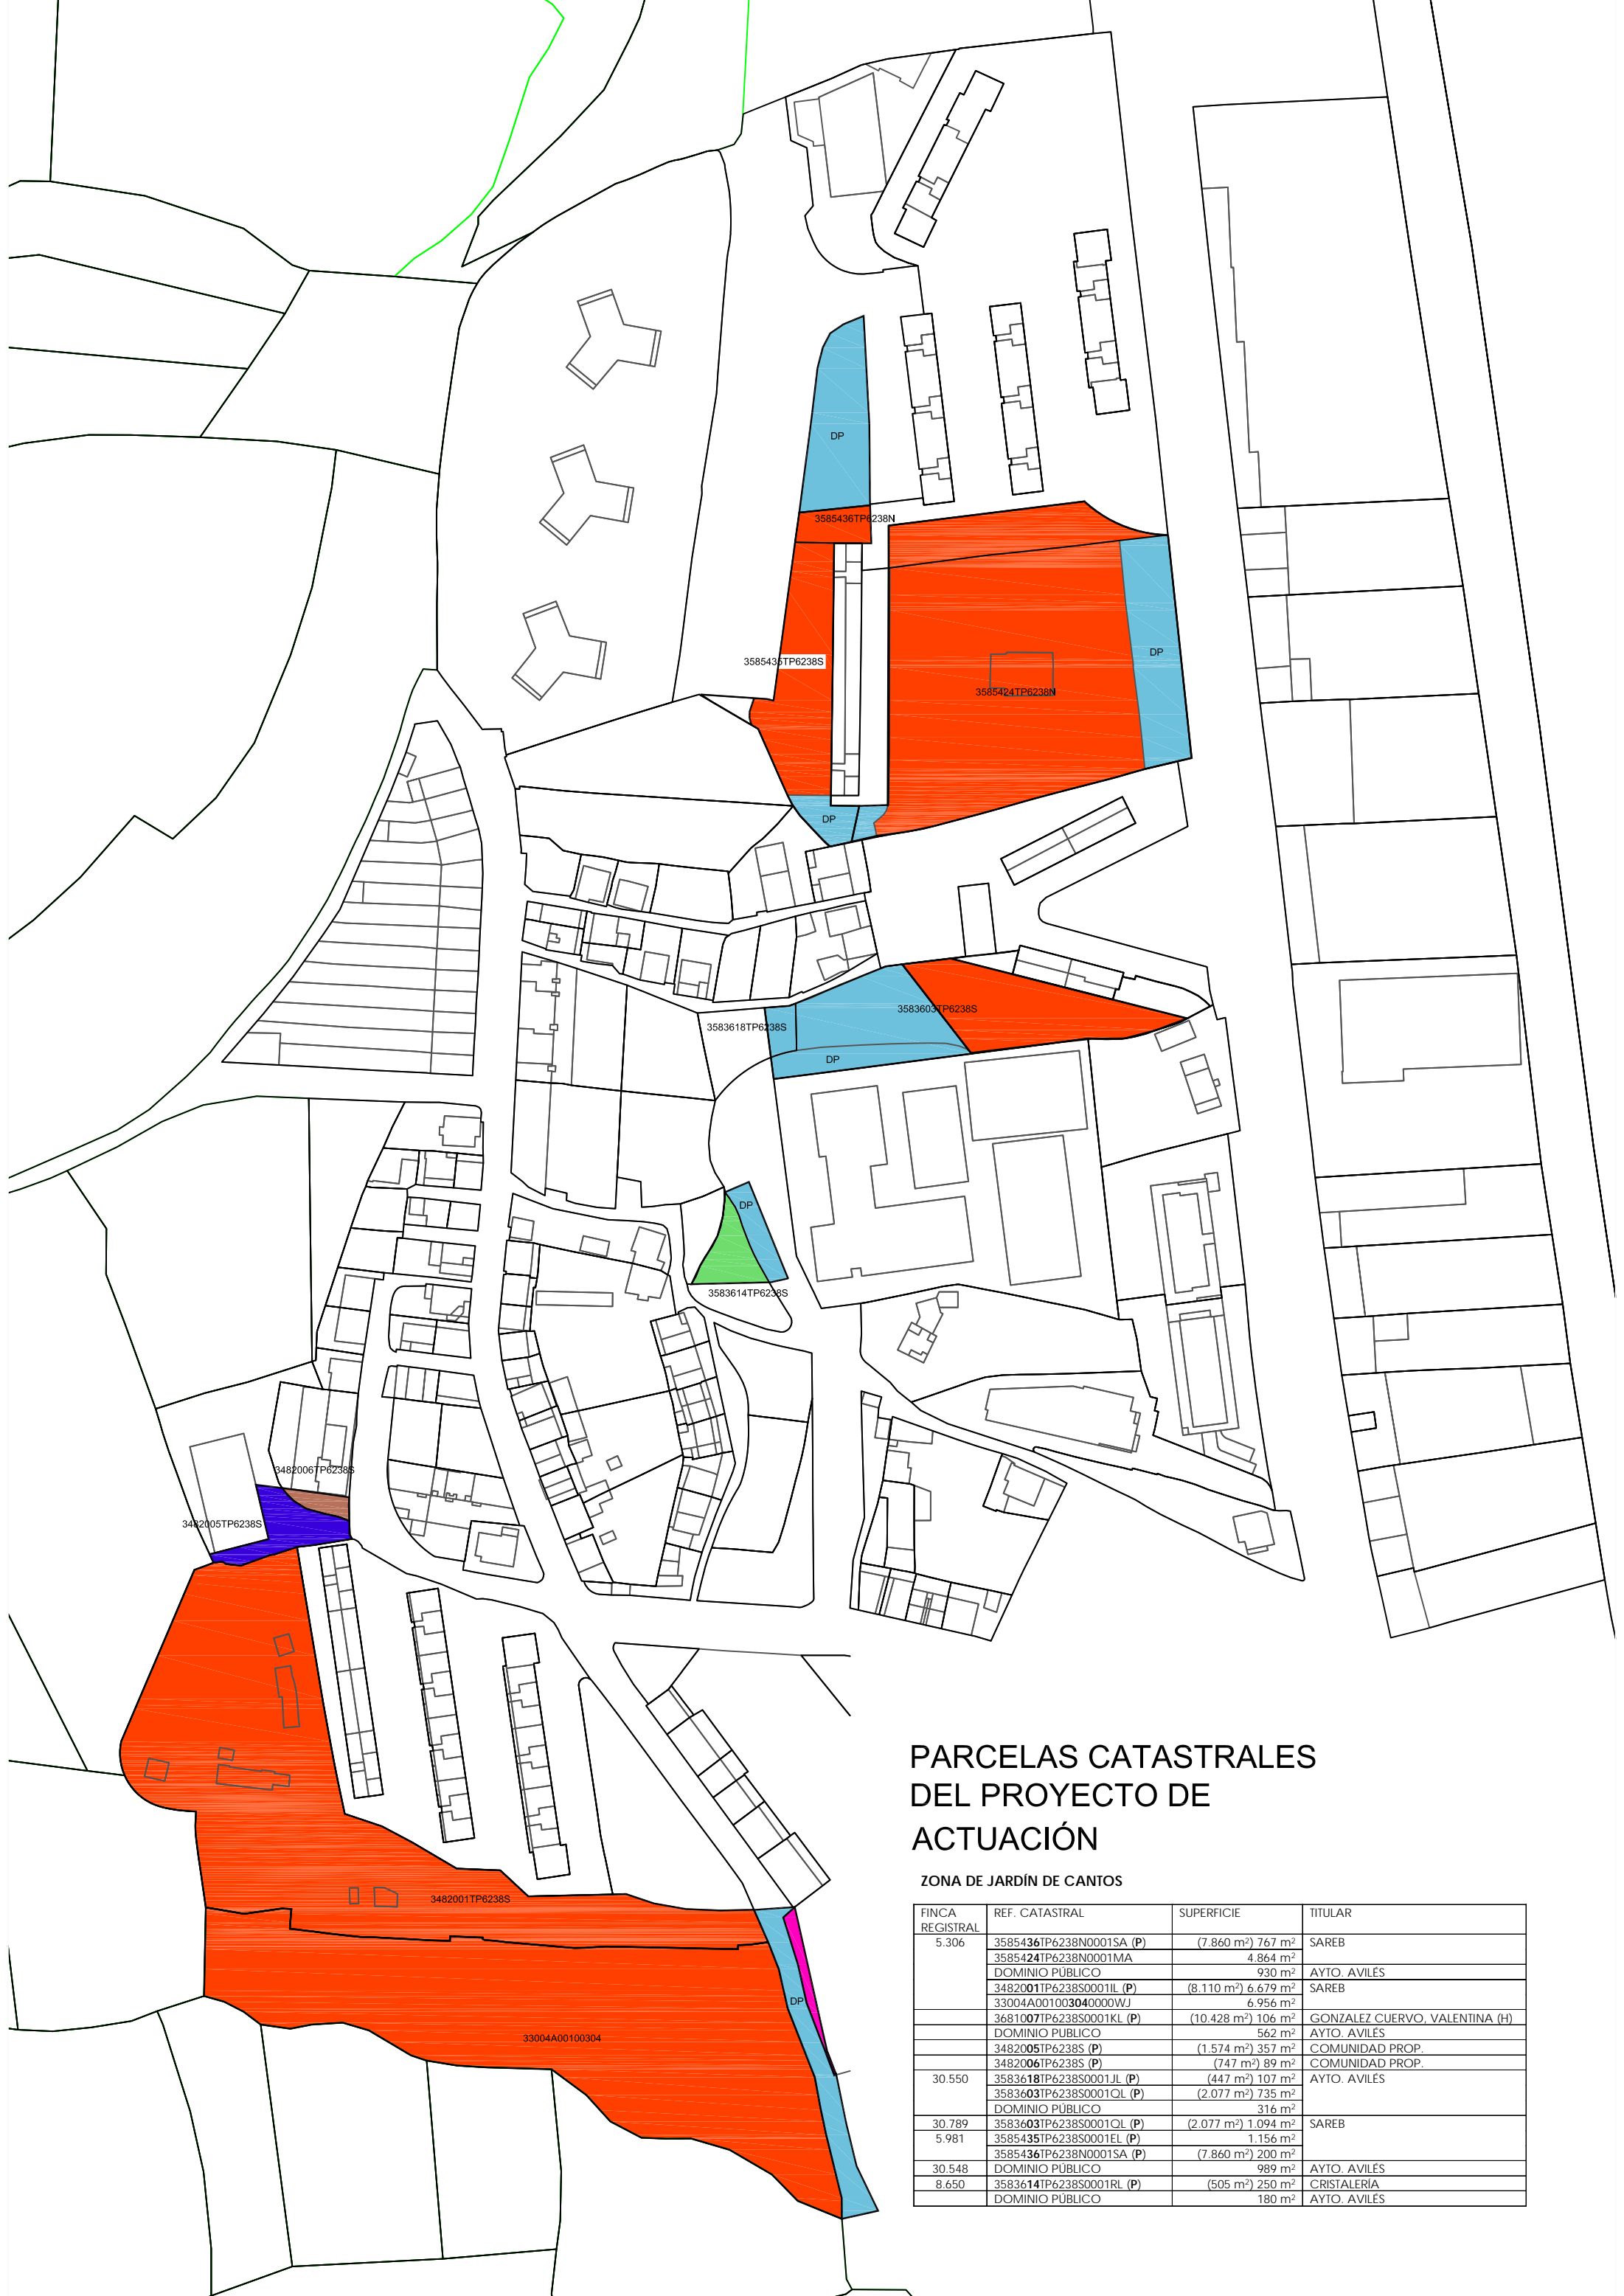 DP
3585436TP6238N
3585435TP6238S
DP
3585424TP6238N
DP
3583603TP6238S
3583618TP6238S
DP
DP
3583614TP6238S
3482006TP6238S
3482005TP6238S
3482001TP6238S
DP
33004A00100304
PARCELAS CATASTRALES
DEL PROYECTO DE
ACTUACIÓN
ZONA DE JARDÍN DE CANTOS
FINCA REGISTRAL REF. CATASTRAL SUPERFICIE TITULAR
5.306 3585436TP6238N0001SA (P) (7.860 m²) 767 m² SAREB
3585424TP6238N0001MA 4.864 m²
DOMINIO PÚBLICO 930 m² AYTO. AVILÉS
3482001TP6238S0001IL (P) (8.110 m²) 6.679 m² SAREB
33004A001003040000WJ 6.956 m²
3681007TP6238S0001KL (P) (10.428 m²) 106 m² GONZALEZ CUERVO, VALENTINA (H)
DOMINIO PUBLICO 562 m² AYTO. AVILÉS
3482005TP6238S (P) (1.574 m²) 357 m² COMUNIDAD PROP.
3482006TP6238S (P) (747 m²) 89 m² COMUNIDAD PROP.
30.550 3583618TP6238S0001JL (P) (447 m²) 107 m² AYTO. AVILÉS
3583603TP6238S0001QL (P) (2.077 m²) 735 m²
DOMINIO PÚBLICO 316 m²
30.789 3583603TP6238S0001QL (P) (2.077 m²) 1.094 m² SAREB
5.981 3585435TP6238S0001EL (P) 1.156 m²
3585436TP6238N0001SA (P) (7.860 m²) 200 m²
30.548 DOMINIO PÚBLICO 989 m² AYTO. AVILÉS
8.650 3583614TP6238S0001RL (P) (505 m²) 250 m² CRISTALERÍA
DOMINIO PÚBLICO 180 m² AYTO. AVILÉS